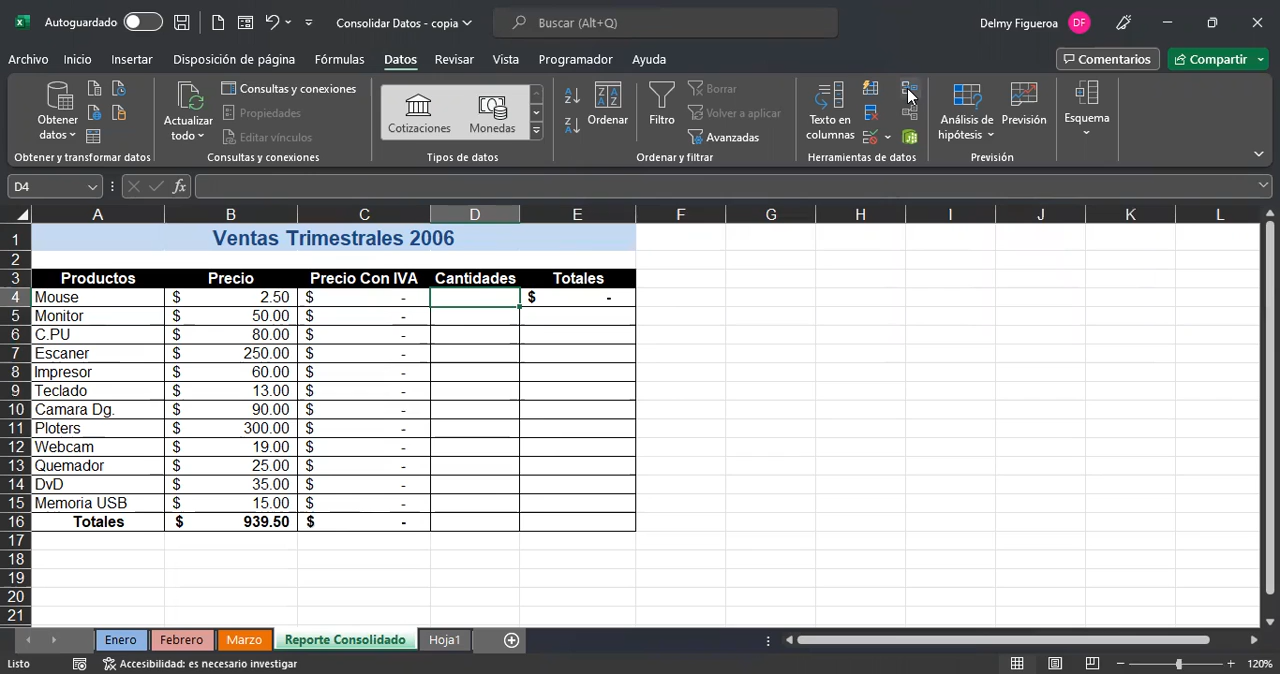 Autoguardado
Consolidar Datos - copia
Buscar (Alt+Q)
Delmy Figueroa
DF
Archivo Inicio Insertar Disposición de página Fórmulas Datos Revisar Vista Programador Ayuda
Comentarios
Compartir
Obtener datos
Actualizar todo
Consultas y conexiones
Propiedades
Editar vínculos
Cotizaciones
Monedas
Ordenar
Filtro
Borrar
Volver a aplicar
Avanzadas
Texto en columnas
Análisis de hipótesis
Previsión
Esquema
Obtener y transformar datos
Consultas y conexiones
Tipos de datos
Ordenar y filtrar
Herramientas de datos
Previsión
D4
fx
A B C D E F G H I J K L
1 Ventas Trimestrales 2006
2
3 Productos Precio Precio Con IVA Cantidades Totales
4 Mouse $ 2.50 $ - $ -
5 Monitor $ 50.00 $ -
6 C.PU $ 80.00 $ -
7 Escaner $ 250.00 $ -
8 Impresor $ 60.00 $ -
9 Teclado $ 13.00 $ -
10 Camara Dg. $ 90.00 $ -
11 Ploters $ 300.00 $ -
12 Webcam $ 19.00 $ -
13 Quemador $ 25.00 $ -
14 DvD $ 35.00 $ -
15 Memoria USB $ 15.00 $ -
16 Totales $ 939.50 $ -
17
18
19
20
21
Enero Febrero Marzo Reporte Consolidado Hoja1
Listo
Accesibilidad: es necesario investigar
120%